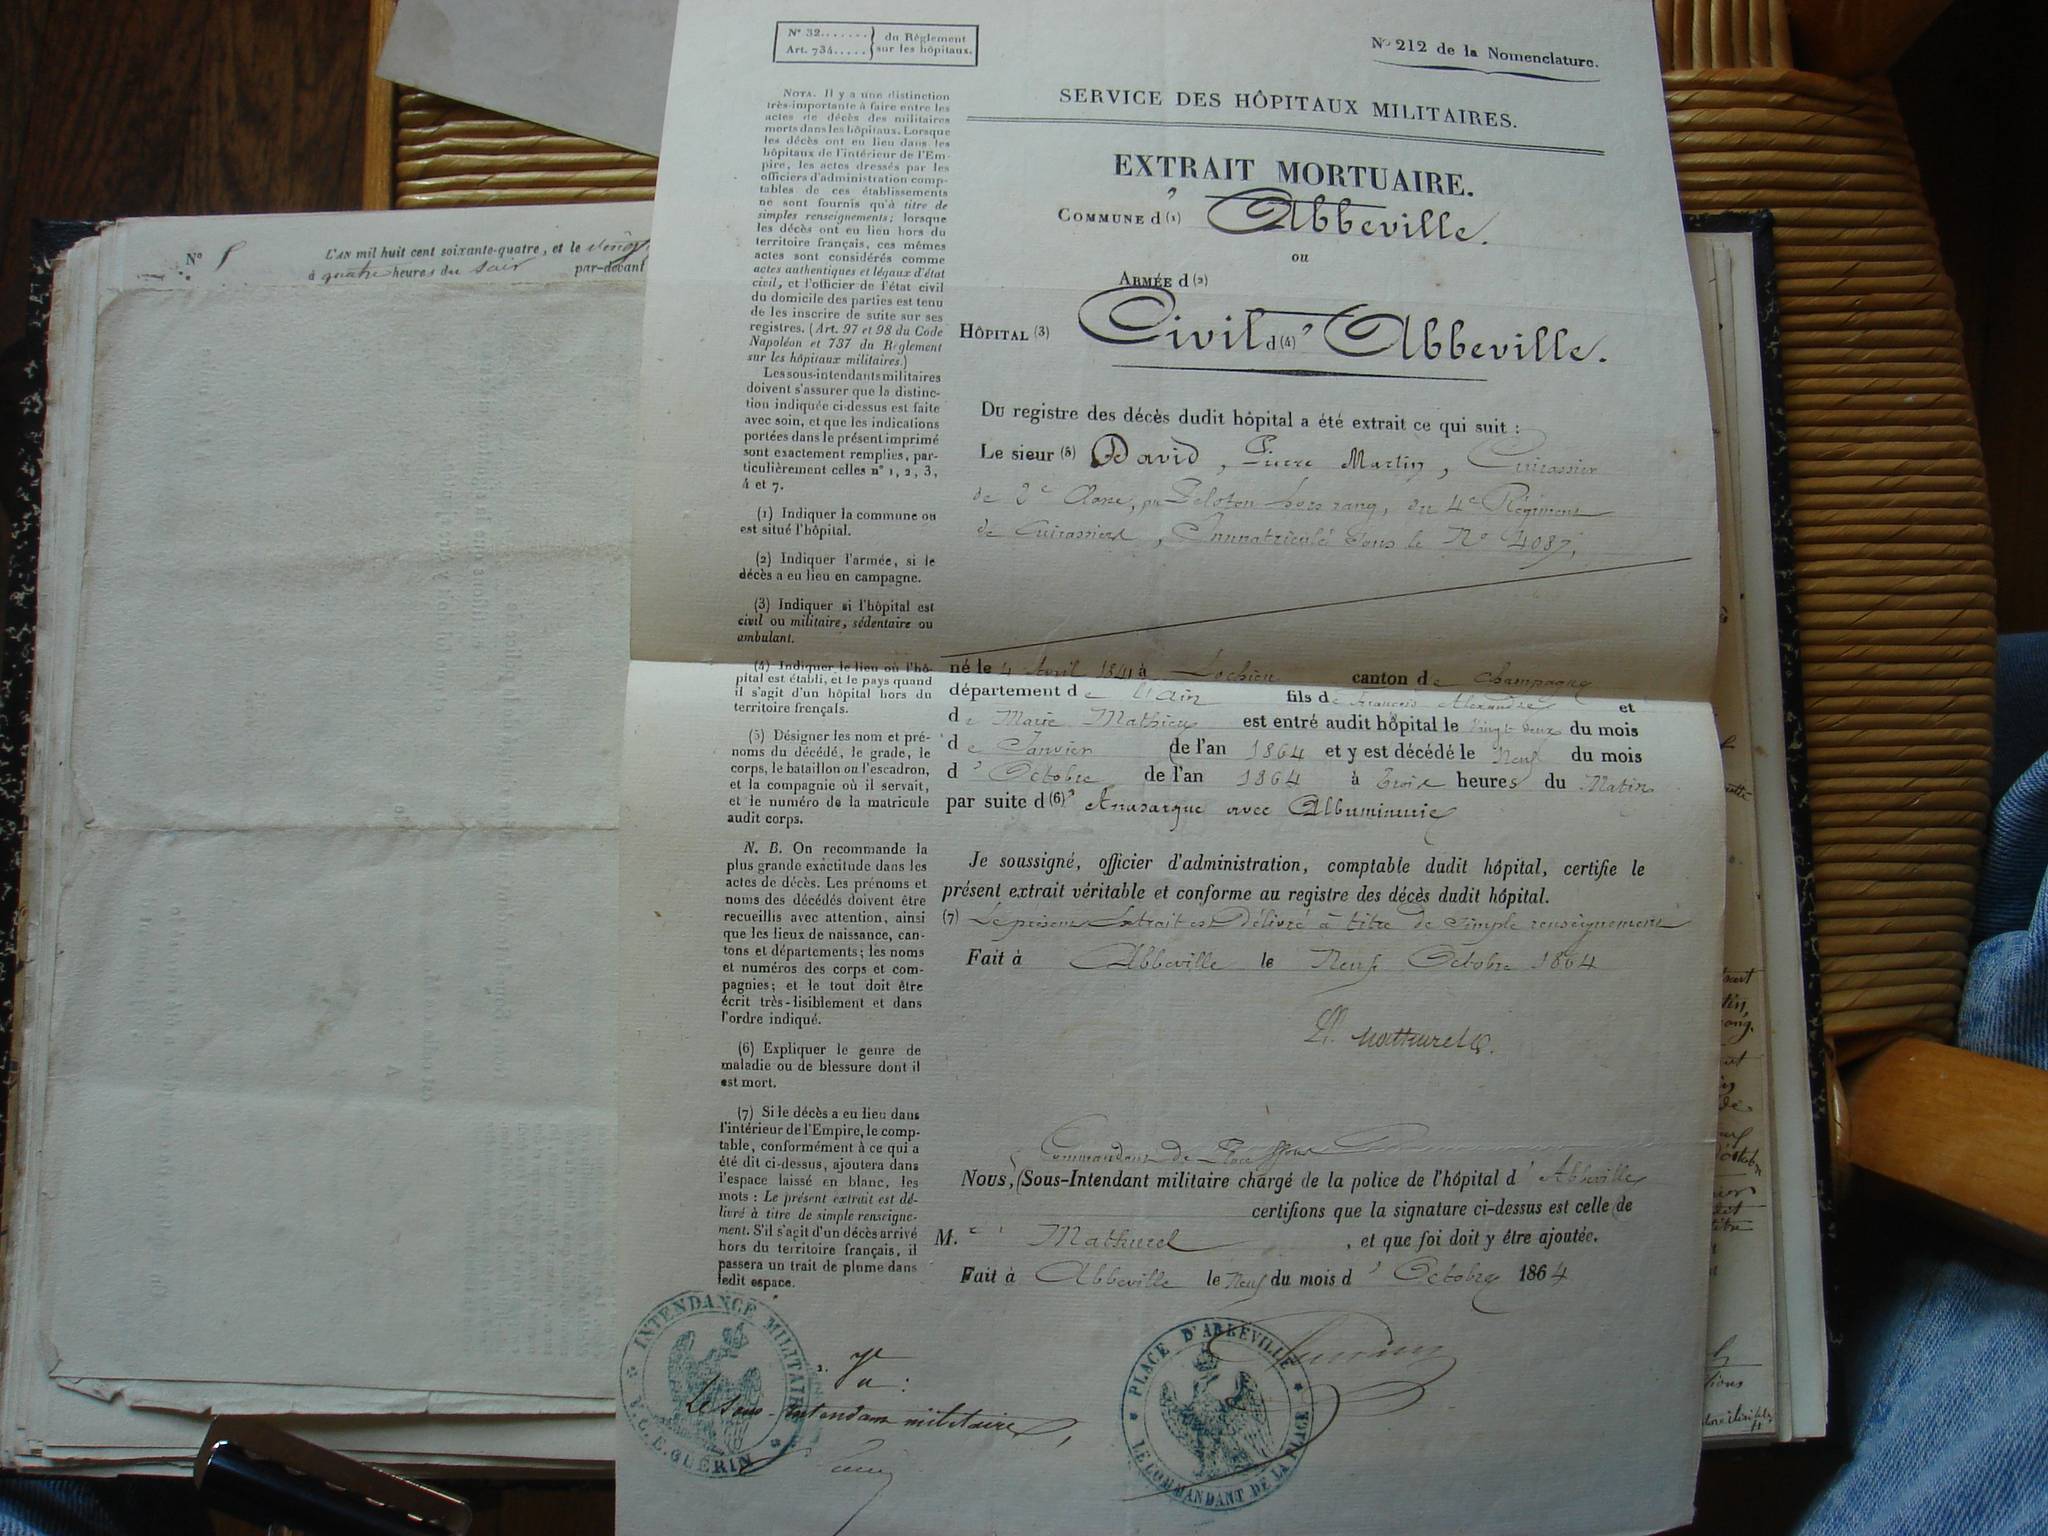 N° 32....... du Règlement
Art. 734..... sur les hôpitaux.
N° 212 de la Nomenclature.
SERVICE DES HÔPITAUX MILITAIRES.
EXTRAIT MORTUAIRE.
COMMUNE d (1) ' Abbeville.
ou
ARMÉE d (2)
HÔPITAL (3) Civil d (4) ' Abbeville.
Du registre des décès dudit hôpital a été extrait ce qui suit :
Le sieur (5) David, Pierre Martin, Cuirassier
de 2e Classe, au Peloton hors rang, du 4e Régiment
de Cuirassiers, Immatriculé sous le N° 4087,
né le 4 Avril 1841 à Lochieu canton de Champagne
département de l'Ain fils de François Alexandre et
de Marie Mathieu est entré audit hôpital le vingt deux du mois
de Janvier de l'an 1864 et y est décédé le Neuf du mois
d'Octobre de l'an 1864 à Trois heures du Matin
par suite d (6) ' Anasarque avec Albuminurie
Je soussigné, officier d'administration, comptable dudit hôpital, certifie le
présent extrait véritable et conforme au registre des décès dudit hôpital.
(7) Le présent Extrait est Délivré à titre de simple renseignement
Fait à Abbeville le Neuf Octobre 1864
Mathurel
Commandant de Place
Nous, (Sous-Intendant militaire chargé de la police de l'hôpital d'Abbeville
certifions que la signature ci-dessus est celle de
M. Mathurel, et que foi doit y être ajoutée.
Fait à Abbeville le Neuf du mois d'Octobre 1864
NOTA. Il y a une distinction
très-importante à faire entre les
actes de décès des militaires
morts dans les hôpitaux. Lorsque
les décès ont eu lieu dans les
hôpitaux de l'intérieur de l'Em-
pire, les actes dressés par les
officiers d'administration comp-
tables de ces établissements
ne sont fournis qu'à titre de
simples renseignements; lorsque
les décès ont eu lieu hors du
territoire français, ces mêmes
actes sont considérés comme
actes authentiques et légaux d'état
civil, et l'officier de l'état civil
du domicile des parties est tenu
de les inscrire de suite sur ses
registres. (Art. 97 et 98 du Code
Napoléon et 737 du Règlement
sur les hôpitaux militaires.)
Les sous-intendants militaires
doivent s'assurer que la distinc-
tion indiquée ci-dessus est faite
avec soin, et que les indications
portées dans le présent imprimé
sont exactement remplies, par-
ticulièrement celles nos 1, 2, 3,
4 et 7.
(1) Indiquer la commune où
est situé l'hôpital.
(2) Indiquer l'armée, si le
décès a eu lieu en campagne.
(3) Indiquer si l'hôpital est
civil ou militaire, sédentaire ou
ambulant.
(4) Indiquer le lieu où l'hô-
pital est établi, et le pays quand
il s'agit d'un hôpital hors du
territoire français.
(5) Désigner les nom et pré-
noms du décédé, le grade, le
corps, le bataillon ou l'escadron,
et la compagnie où il servait,
et le numéro de la matricule
audit corps.
N. B. On recommande la
plus grande exactitude dans les
actes de décès. Les prénoms et
noms des décédés doivent être
recueillis avec attention, ainsi
que les lieux de naissance, can-
tons et départements; les noms
et numéros des corps et com-
pagnies; et le tout doit être
écrit très-lisiblement et dans
l'ordre indiqué.
(6) Expliquer le genre de
maladie ou de blessure dont il
est mort.
(7) Si le décès a eu lieu dans
l'intérieur de l'Empire, le comp-
table, conformément à ce qui a
été dit ci-dessus, ajoutera dans
l'espace laissé en blanc, les
mots : Le présent extrait est dé-
livré à titre de simple renseigne-
ment. S'il s'agit d'un décès arrivé
hors du territoire français, il
passera un trait de plume dans
ledit espace.
INTENDANCE MILITAIRE
E. GUÉRIN
Vu :
Le Sous-Intendant militaire,
PLACE D'ABBEVILLE
LE COMMANDANT DE LA PLACE
N°
L'AN mil huit cent soixante-quatre, et le vingt
à quatre heures du soir par-devant